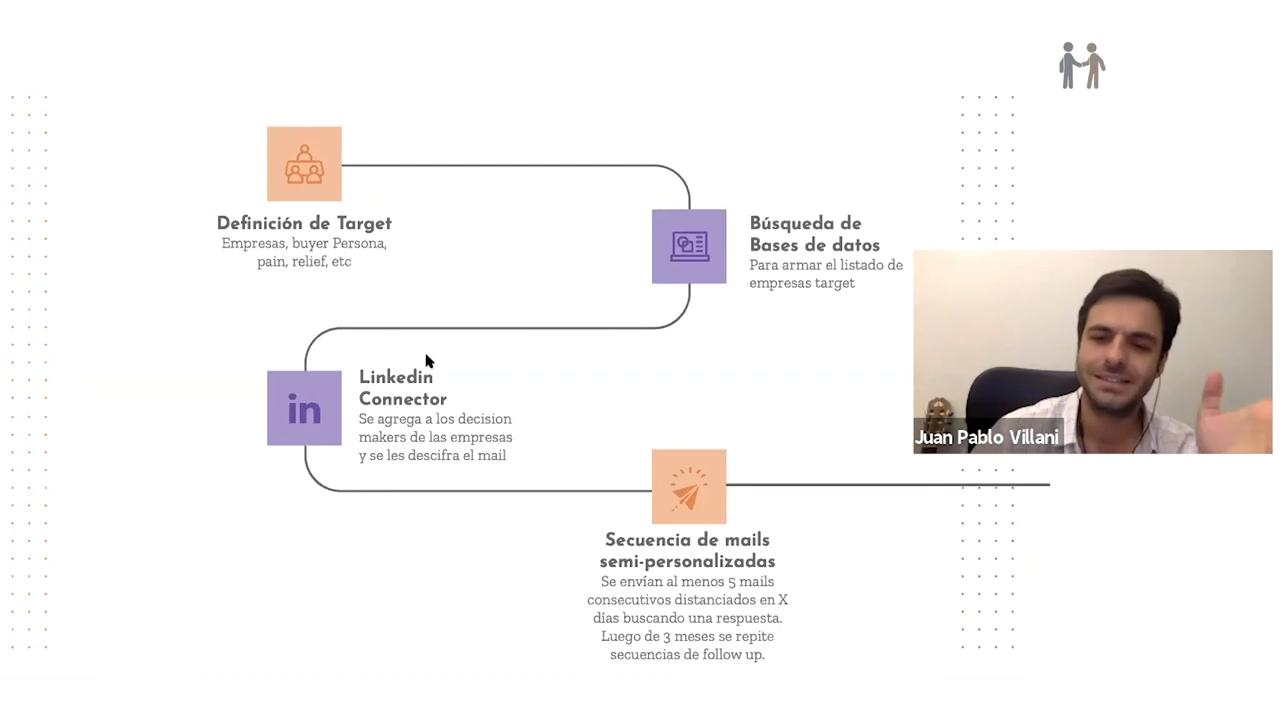 Definición de Target
Empresas, buyer Persona,
pain, relief, etc
Búsqueda de
Bases de datos
Para armar el listado de
empresas target
Linkedin
Connector
Se agrega a los decision
makers de las empresas
y se les descifra el mail
in
Juan Pablo Villani
Secuencia de mails
semi-personalizadas
Se envían al menos 5 mails
consecutivos distanciados en X
días buscando una respuesta.
Luego de 3 meses se repite
secuencias de follow up.